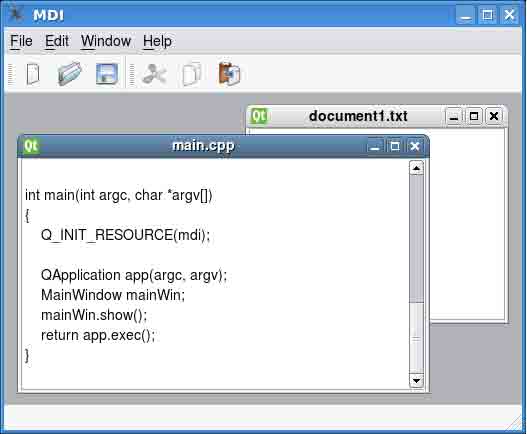 MDI
File Edit Window Help
Qt document1.txt
Qt main.cpp
int main(int argc, char *argv[])
{
    Q_INIT_RESOURCE(mdi);
    QApplication app(argc, argv);
    MainWindow mainWin;
    mainWin.show();
    return app.exec();
}